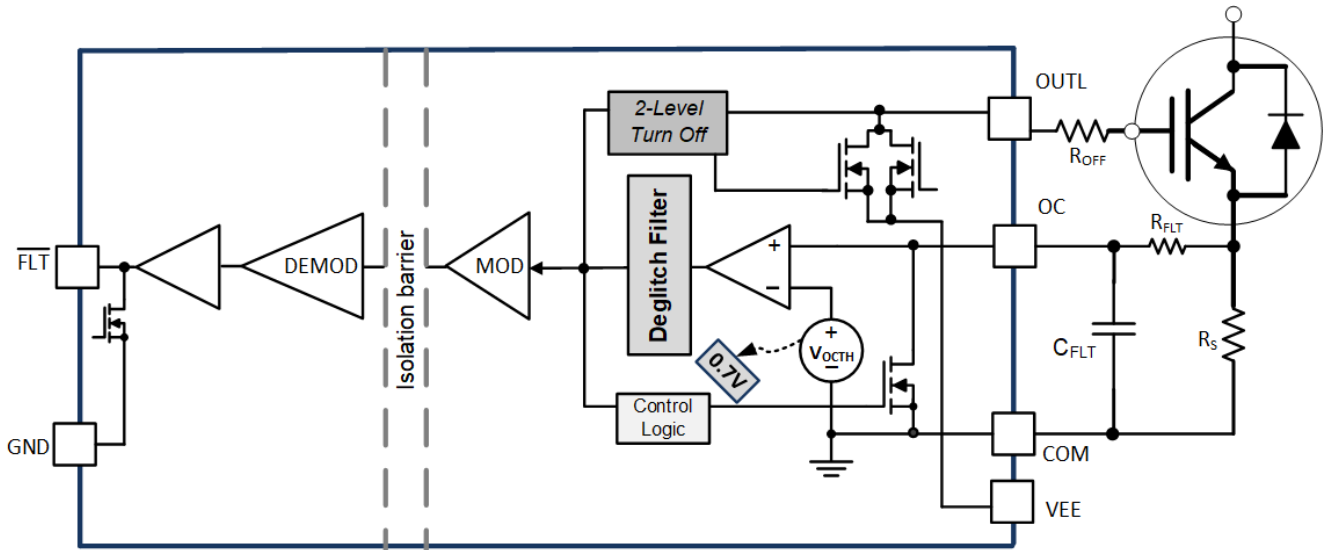 OUTL
2-Level
Turn Off
R_OFF
OC
R_FLT
FLT
DEMOD
Isolation barrier
MOD
Deglitch Filter
+
−
+
V_OCTH
−
0.7V
C_FLT
R_S
Control
Logic
GND
COM
VEE